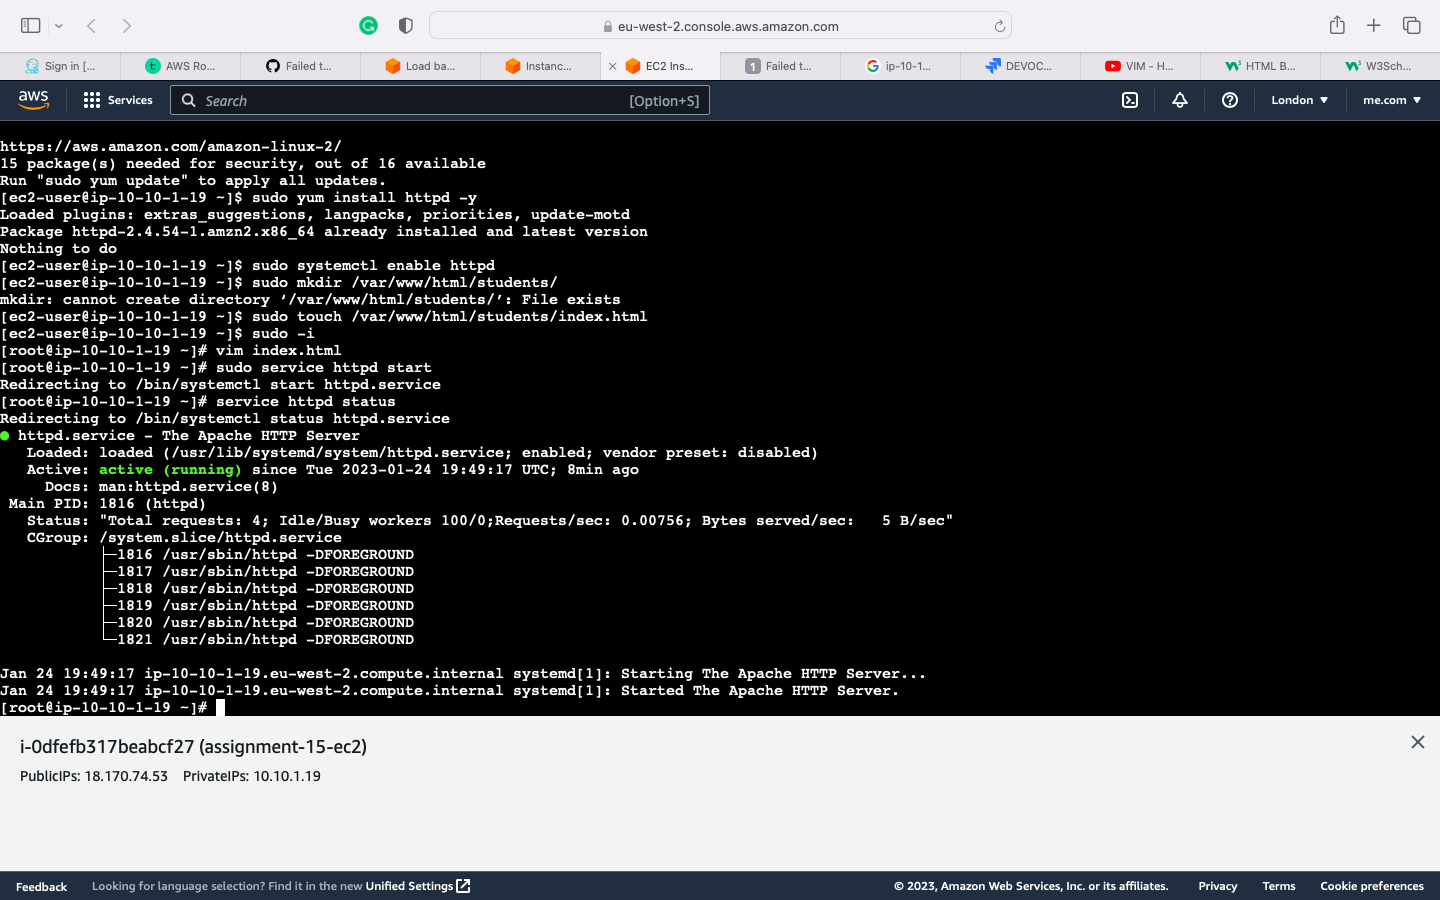 eu-west-2.console.aws.amazon.com
Sign in [...
AWS Ro...
Failed t...
Load ba...
Instanc...
EC2 Ins...
1
Failed t...
ip-10-1...
DEVOC...
VIM - H...
HTML B...
W3Sch...
aws
Services
Search
[Option+S]
London
me.com
https://aws.amazon.com/amazon-linux-2/
15 package(s) needed for security, out of 16 available
Run "sudo yum update" to apply all updates.
[ec2-user@ip-10-10-1-19 ~]$ sudo yum install httpd -y
Loaded plugins: extras_suggestions, langpacks, priorities, update-motd
Package httpd-2.4.54-1.amzn2.x86_64 already installed and latest version
Nothing to do
[ec2-user@ip-10-10-1-19 ~]$ sudo systemctl enable httpd
[ec2-user@ip-10-10-1-19 ~]$ sudo mkdir /var/www/html/students/
mkdir: cannot create directory ‘/var/www/html/students/’: File exists
[ec2-user@ip-10-10-1-19 ~]$ sudo touch /var/www/html/students/index.html
[ec2-user@ip-10-10-1-19 ~]$ sudo -i
[root@ip-10-10-1-19 ~]# vim index.html
[root@ip-10-10-1-19 ~]# sudo service httpd start
Redirecting to /bin/systemctl start httpd.service
[root@ip-10-10-1-19 ~]# service httpd status
Redirecting to /bin/systemctl status httpd.service
● httpd.service - The Apache HTTP Server
Loaded: loaded (/usr/lib/systemd/system/httpd.service; enabled; vendor preset: disabled)
Active: active (running) since Tue 2023-01-24 19:49:17 UTC; 8min ago
Docs: man:httpd.service(8)
Main PID: 1816 (httpd)
Status: "Total requests: 4; Idle/Busy workers 100/0;Requests/sec: 0.00756; Bytes served/sec:   5 B/sec"
CGroup: /system.slice/httpd.service
├─1816 /usr/sbin/httpd -DFOREGROUND
├─1817 /usr/sbin/httpd -DFOREGROUND
├─1818 /usr/sbin/httpd -DFOREGROUND
├─1819 /usr/sbin/httpd -DFOREGROUND
├─1820 /usr/sbin/httpd -DFOREGROUND
└─1821 /usr/sbin/httpd -DFOREGROUND
Jan 24 19:49:17 ip-10-10-1-19.eu-west-2.compute.internal systemd[1]: Starting The Apache HTTP Server...
Jan 24 19:49:17 ip-10-10-1-19.eu-west-2.compute.internal systemd[1]: Started The Apache HTTP Server.
[root@ip-10-10-1-19 ~]#
i-0dfefb317beabcf27 (assignment-15-ec2)
PublicIPs: 18.170.74.53 PrivateIPs: 10.10.1.19
Feedback
Looking for language selection? Find it in the new Unified Settings
© 2023, Amazon Web Services, Inc. or its affiliates.
Privacy
Terms
Cookie preferences